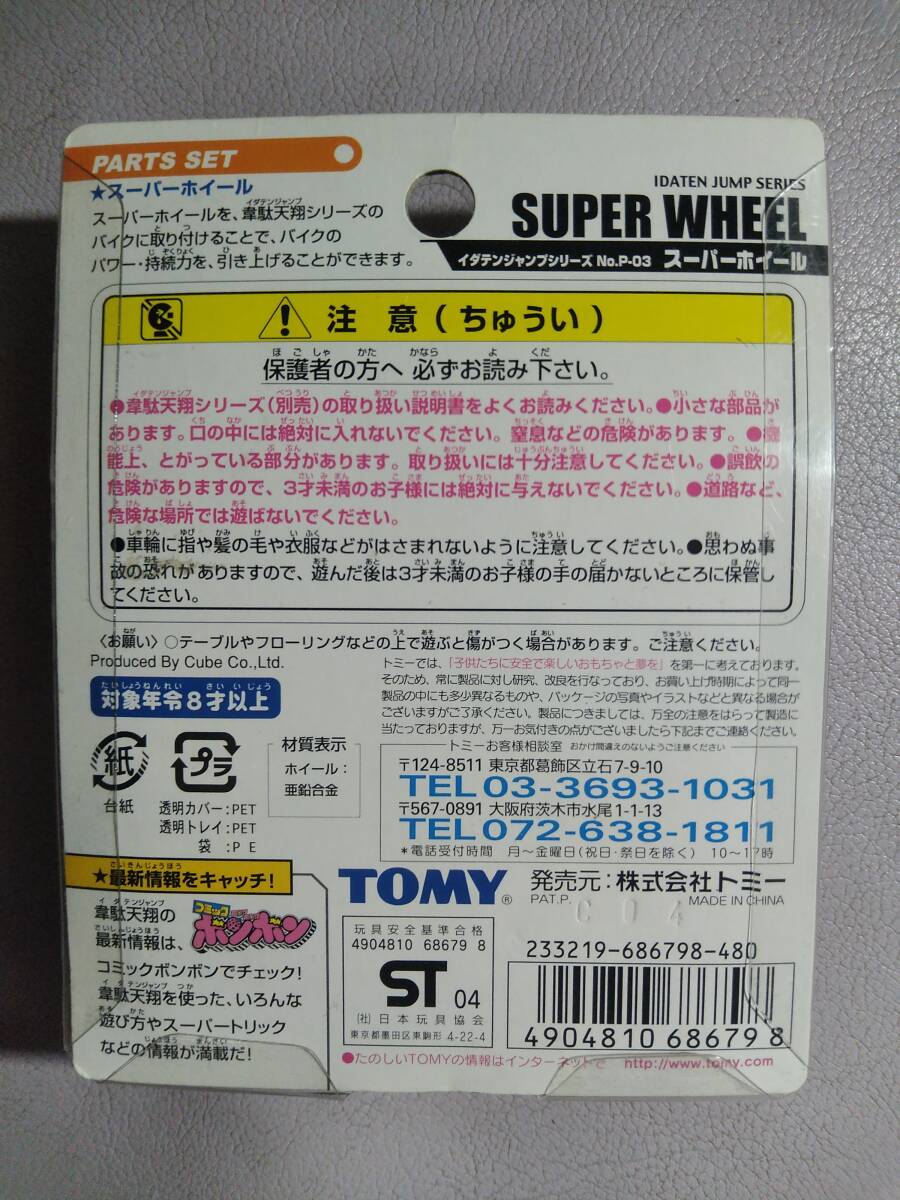 PARTS SET
★スーパーホイール
スーパーホイールを、韋駄天翔シリーズの
バイクに取り付けることで、バイクの
パワー・持続力を、引き上げることができます。
IDATEN JUMP SERIES
SUPER WHEEL
イダテンジャンプシリーズ No.P-03 スーパーホイール
注 意 ( ちゅうい )
保護者の方へ 必ずお読み下さい。
●韋駄天翔シリーズ(別売)の取り扱い説明書をよくお読みください。●小さな部品が
あります。口の中には絶対に入れないでください。窒息などの危険があります。●機
能上、とがっている部分があります。取り扱いには十分注意してください。●誤飲の
危険がありますので、3才未満のお子様には絶対に与えないでください。●道路など、
危険な場所では遊ばないでください。
●車輪に指や髪の毛や衣服などがはさまれないように注意してください。●思わぬ事
故の恐れがありますので、遊んだ後は3才未満のお子様の手の届かないところに保管し
てください。
〈お願い〉○テーブルやフローリングなどの上で遊ぶと傷がつく場合があります。ご注意ください。
Produced By Cube Co.,Ltd.
対象年令8才以上
トミーでは、「子供たちに安全で楽しいおもちゃと夢を」を第一に考えております。
そのため、常に製品に対し研究、改良を行なっており、お買い上げ時期によって同一
製品の中にも多少異なるものや、パッケージの写真やイラストなどと異なる場合が
ございますがご了承ください。製品につきましては、万全の注意をはらって製造に
当たっておりますが、万一お気付きの点がございましたら下記までご連絡ください。
紙
台紙
プラ
透明カバー:PET
透明トレイ:PET
袋:PE
材質表示
ホイール:
亜鉛合金
トミーお客様相談室 おかけ間違えのないようご注意ください
〒124-8511 東京都葛飾区立石7-9-10
TEL 03-3693-1031
〒567-0891 大阪府茨木市水尾1-1-13
TEL 072-638-1811
*電話受付時間 月〜金曜日(祝日・祭日を除く) 10〜17時
★最新情報をキャッチ!
韋駄天翔の
最新情報は、
コミックボンボン
コミックボンボンでチェック!
韋駄天翔を使った、いろんな
遊び方やスーパートリック
などの情報が満載だ!
TOMY®
発売元:株式会社トミー
PAT.P.
MADE IN CHINA
C04
玩具安全基準合格
4904810 68679 8
ST 04
(社)日本玩具協会
東京都墨田区東駒形 4-22-4
233219-686798-480
4904810 686798
●たのしいTOMYの情報はインターネットで http://www.tomy.com